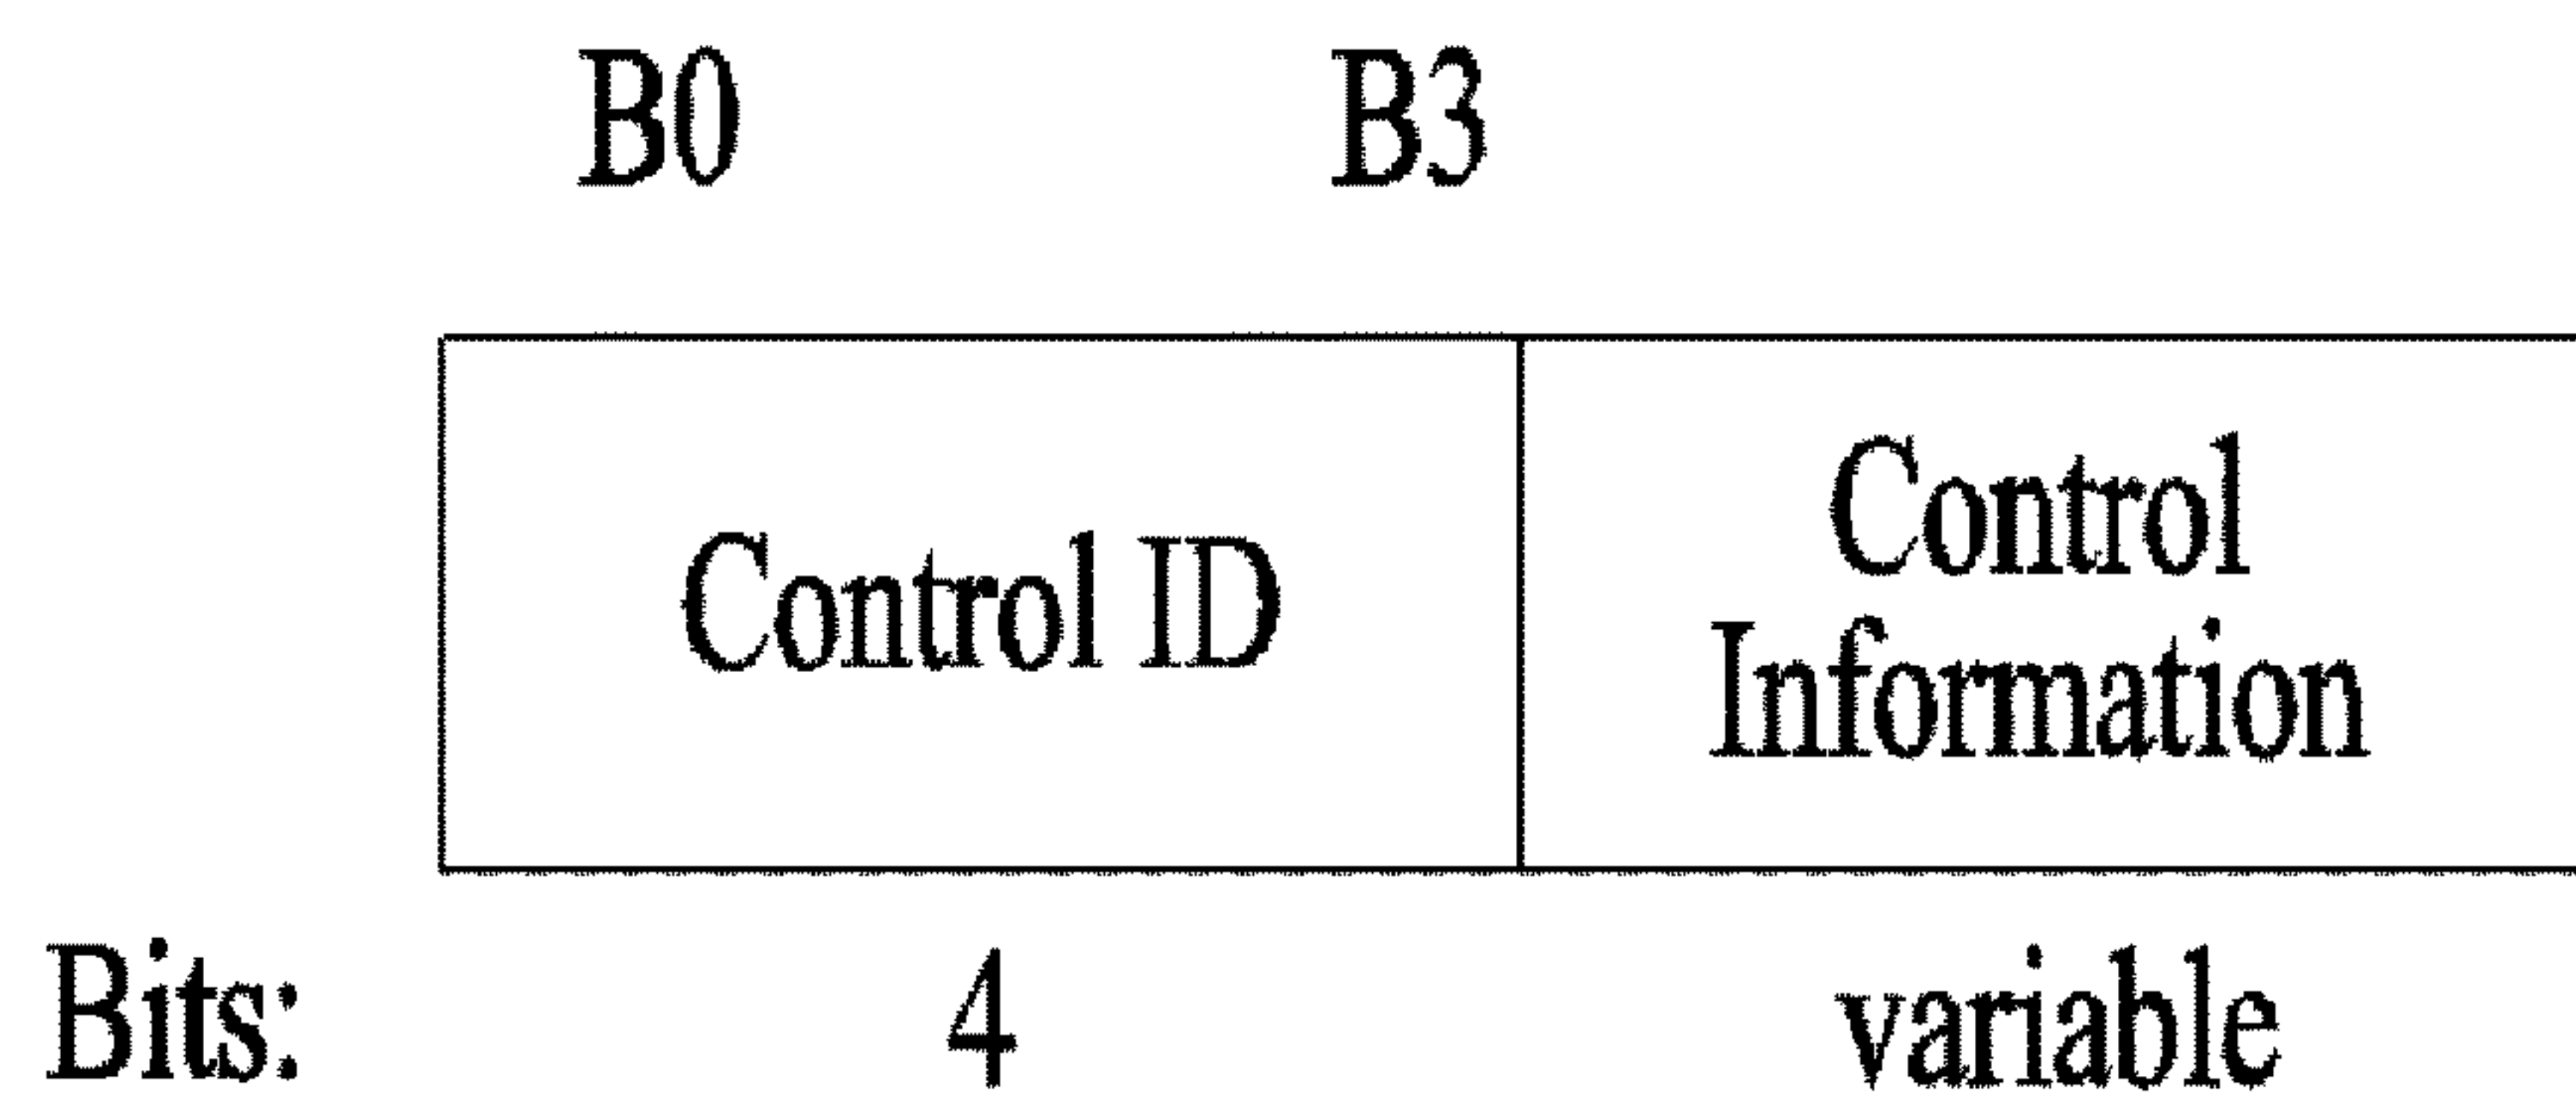 B0 B3
Control ID
Control
Information
Bits: 4 variable